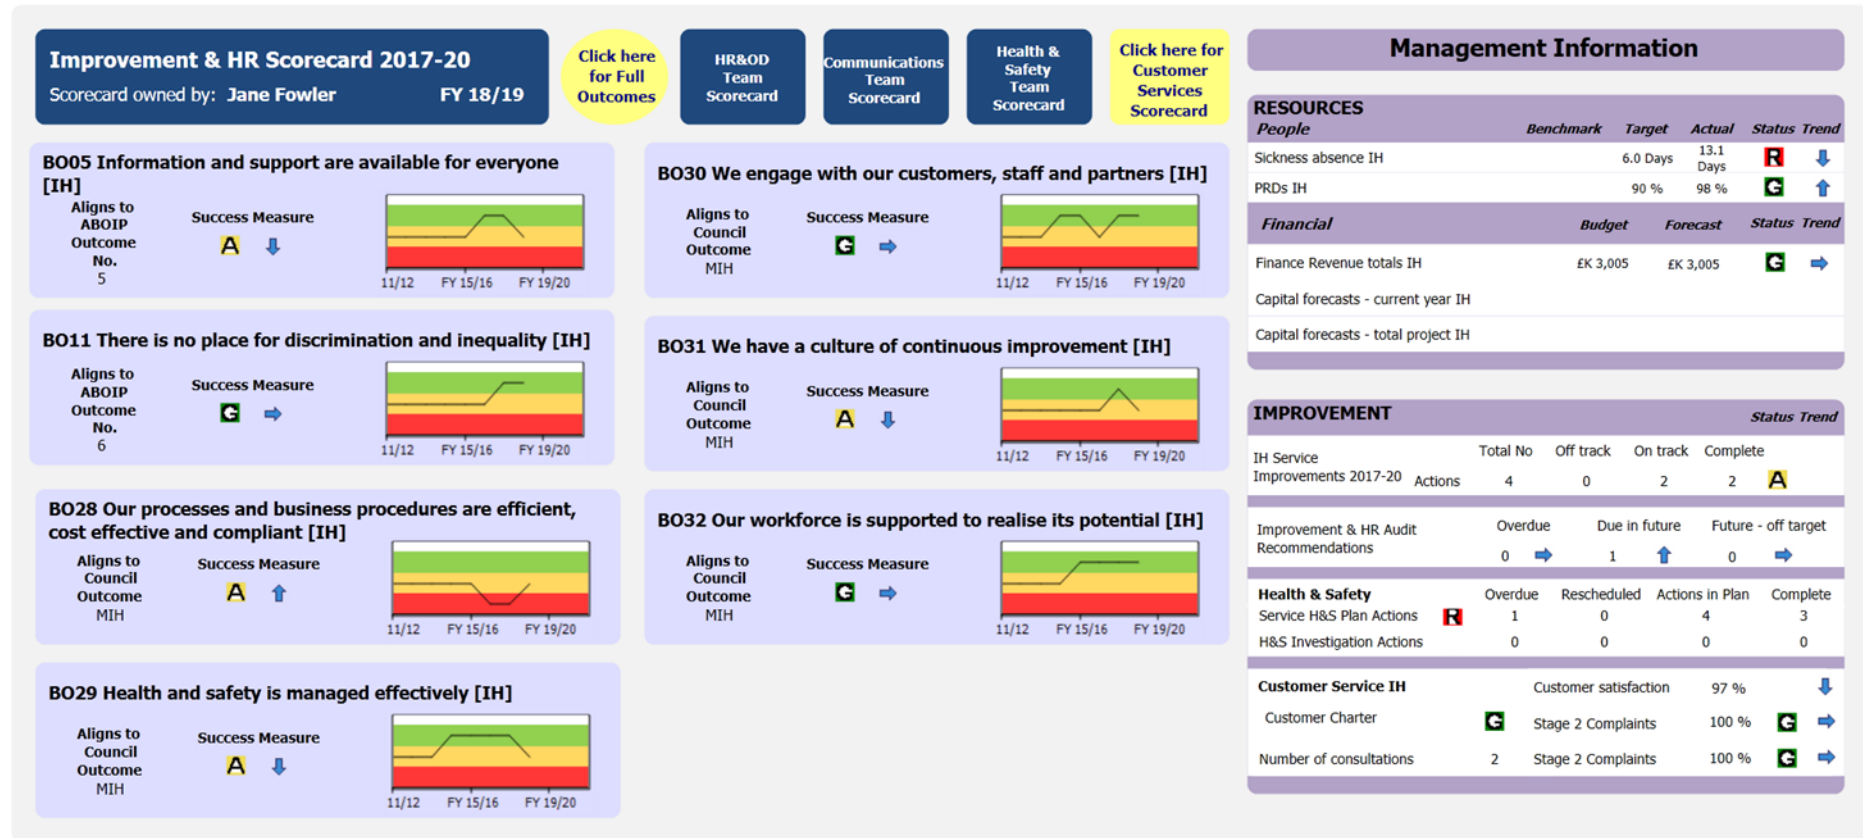 Improvement & HR Scorecard 2017-20
Scorecard owned by: Jane Fowler FY 18/19
Click here
for Full
Outcomes
HR&OD
Team
Scorecard
Communications
Team
Scorecard
Health &
Safety
Team
Scorecard
Click here for
Customer
Services
Scorecard
BO05 Information and support are available for everyone
[IH]
Aligns to
ABOIP
Outcome
No.
5
Success Measure
A
11/12 FY 15/16 FY 19/20
BO11 There is no place for discrimination and inequality [IH]
Aligns to
ABOIP
Outcome
No.
6
Success Measure
G
11/12 FY 15/16 FY 19/20
BO28 Our processes and business procedures are efficient,
cost effective and compliant [IH]
Aligns to
Council
Outcome
MIH
Success Measure
A
11/12 FY 15/16 FY 19/20
BO29 Health and safety is managed effectively [IH]
Aligns to
Council
Outcome
MIH
Success Measure
A
11/12 FY 15/16 FY 19/20
BO30 We engage with our customers, staff and partners [IH]
Aligns to
Council
Outcome
MIH
Success Measure
G
11/12 FY 15/16 FY 19/20
BO31 We have a culture of continuous improvement [IH]
Aligns to
Council
Outcome
MIH
Success Measure
A
11/12 FY 15/16 FY 19/20
BO32 Our workforce is supported to realise its potential [IH]
Aligns to
Council
Outcome
MIH
Success Measure
G
11/12 FY 15/16 FY 19/20
Management Information
RESOURCES
People Benchmark Target Actual Status Trend
Sickness absence IH 6.0 Days 13.1 Days R
PRDs IH 90 % 98 % G
Financial Budget Forecast Status Trend
Finance Revenue totals IH £K 3,005 £K 3,005 G
Capital forecasts - current year IH
Capital forecasts - total project IH
IMPROVEMENT Status Trend
IH Service
Improvements 2017-20
Total No Off track On track Complete
Actions 4 0 2 2 A
Improvement & HR Audit
Recommendations
Overdue Due in future Future - off target
0 1 0
Health & Safety Overdue Rescheduled Actions in Plan Complete
Service H&S Plan Actions R 1 0 4 3
H&S Investigation Actions 0 0 0 0
Customer Service IH Customer satisfaction 97 %
Customer Charter G Stage 2 Complaints 100 % G
Number of consultations 2 Stage 2 Complaints 100 % G